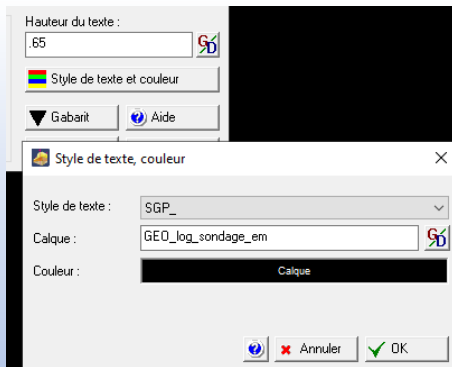 Hauteur du texte :
.65
Style de texte et couleur
Gabarit
Aide
Style de texte, couleur
Style de texte :
SGP_
Calque :
GEO_log_sondage_em
Couleur :
Calque
Annuler
OK